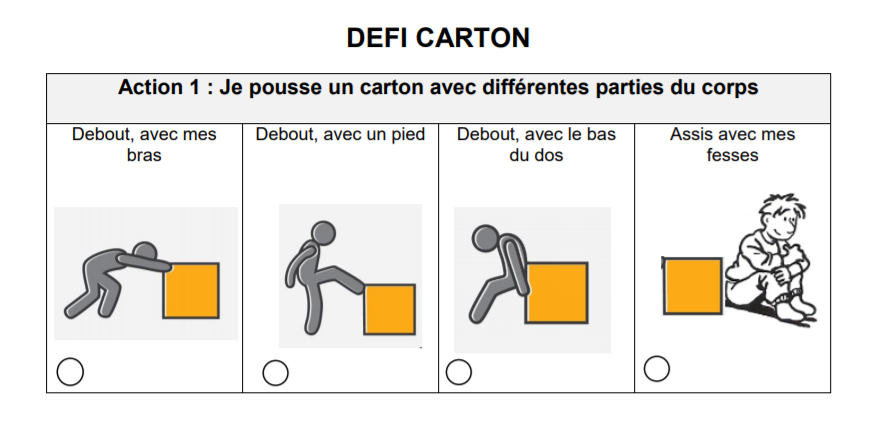 DEFI CARTON
Action 1 : Je pousse un carton avec différentes parties du corps
Debout, avec mes
bras
Debout, avec un pied
Debout, avec le bas
du dos
Assis avec mes
fesses